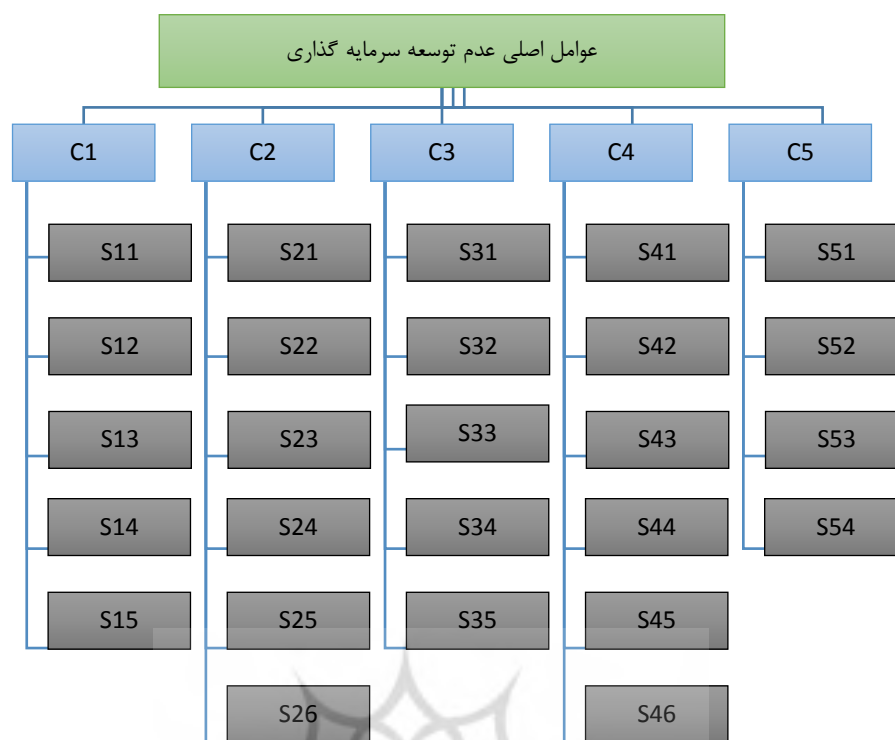 عوامل اصلی عدم توسعه سرمایه گذاری
C1
C2
C3
C4
C5
S11
S21
S31
S41
S51
S12
S22
S32
S42
S52
S13
S23
S33
S43
S53
S14
S24
S34
S44
S54
S15
S25
S35
S45
S26
S46